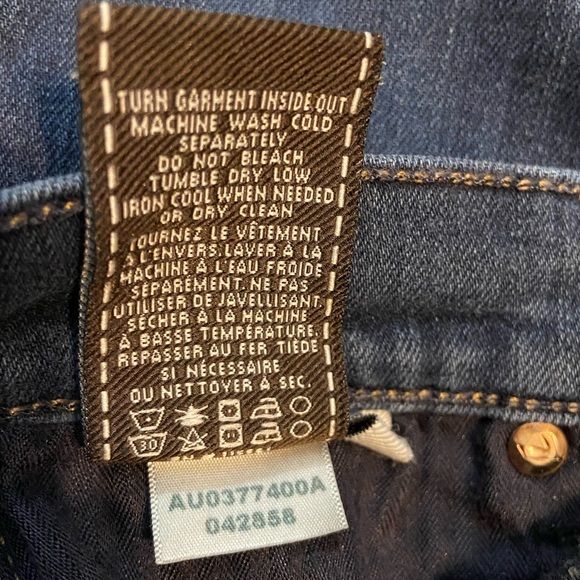 TURN GARMENT INSIDE OUT
MACHINE WASH COLD
SEPARATELY
DO NOT BLEACH
TUMBLE DRY LOW
IRON COOL WHEN NEEDED
OR DRY CLEAN
TOURNEZ LE VÊTEMENT
À L'ENVERS. LAVER À LA
MACHINE À L'EAU FROIDE
SÉPARÉMENT. NE PAS
UTILISER DE JAVELLISANT.
SÉCHER À LA MACHINE
À BASSE TEMPÉRATURE.
REPASSER AU FER TIÈDE
SI NÉCESSAIRE
OU NETTOYER À SEC.
30
AU0377400A
042858